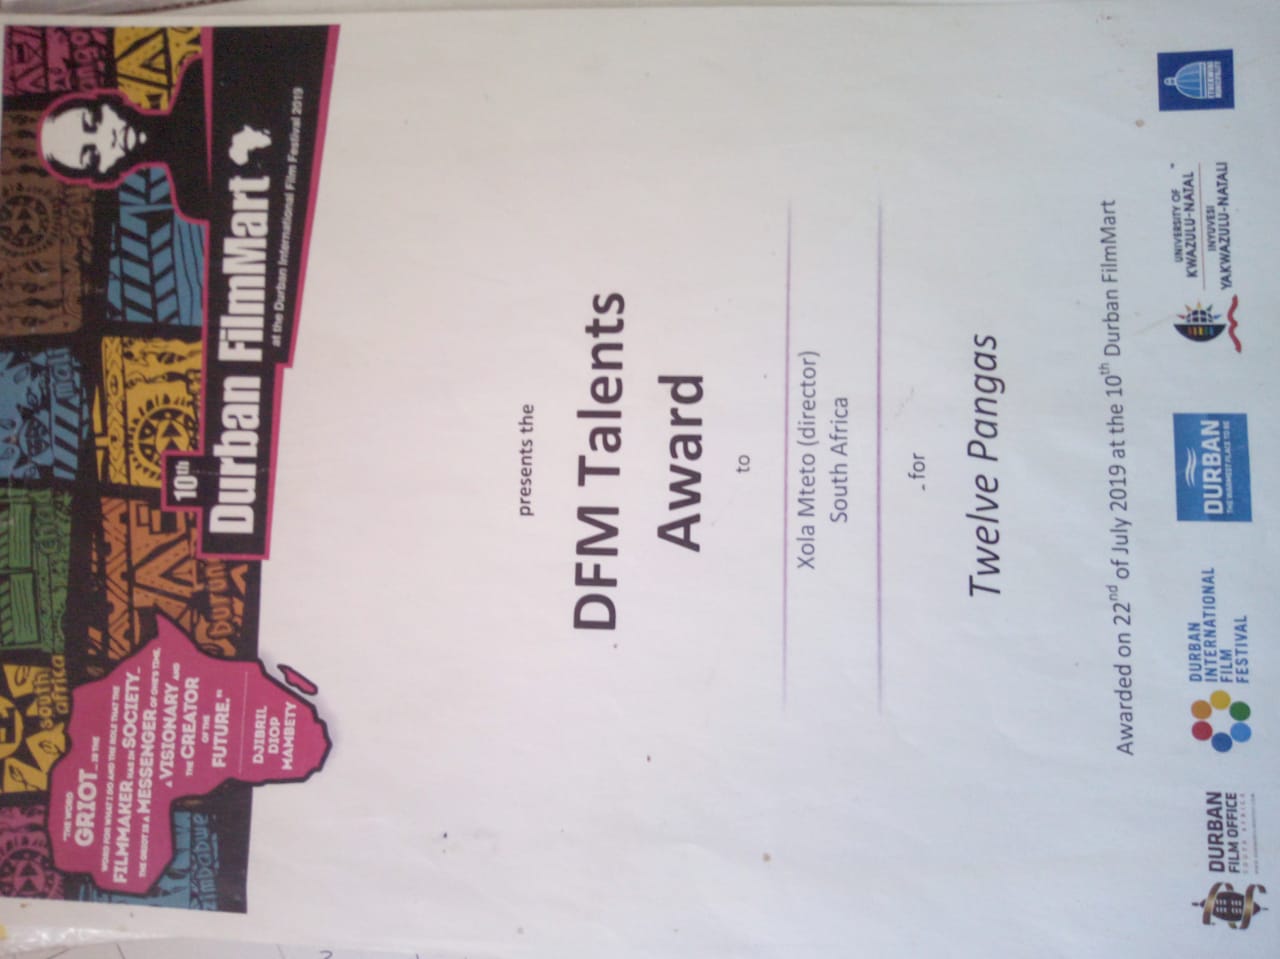 south
africa
chad
mali
"THE WORD
GRIOT... IS THE
WORD FOR WHAT I DO AND THE ROLE THAT THE
FILMMAKER HAS IN SOCIETY...
THE GRIOT IS A MESSENGER OF ONE'S TIME,
A VISIONARY AND
THE CREATOR
OF THE
FUTURE."
DJIBRIL
DIOP
MAMBETY
zimbabwe
10th
Durban FilmMart
at the Durban International Film Festival 2019
presents the
DFM Talents
Award
to
Xola Mteto (director)
South Africa
for
Twelve Pangas
Awarded on 22nd of July 2019 at the 10th Durban FilmMart
DURBAN
FILM OFFICE
SOUTH AFRICA
DURBAN
INTERNATIONAL
FILM
FESTIVAL
DURBAN
THE WARMEST PLACE TO BE
UNIVERSITY OF
KWAZULU-NATAL
INYUVESI
YAKWAZULU-NATALI
ETHEKWINI
MUNICIPALITY